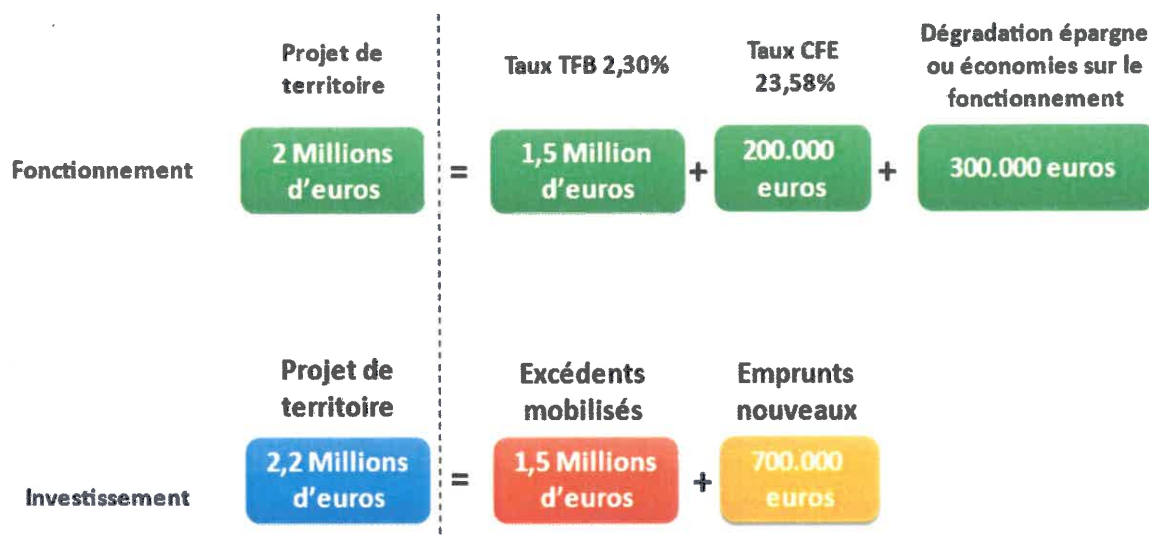 Projet de
territoire
Taux TFB 2,30%
Taux CFE
23,58%
Dégradation épargne
ou économies sur le
fonctionnement
Fonctionnement
2 Millions
d'euros
=
1,5 Million
d'euros
+
200.000
euros
+
300.000 euros
Projet de
territoire
Excédents
mobilisés
Emprunts
nouveaux
Investissement
2,2 Millions
d'euros
=
1,5 Millions
d'euros
+
700.000
euros